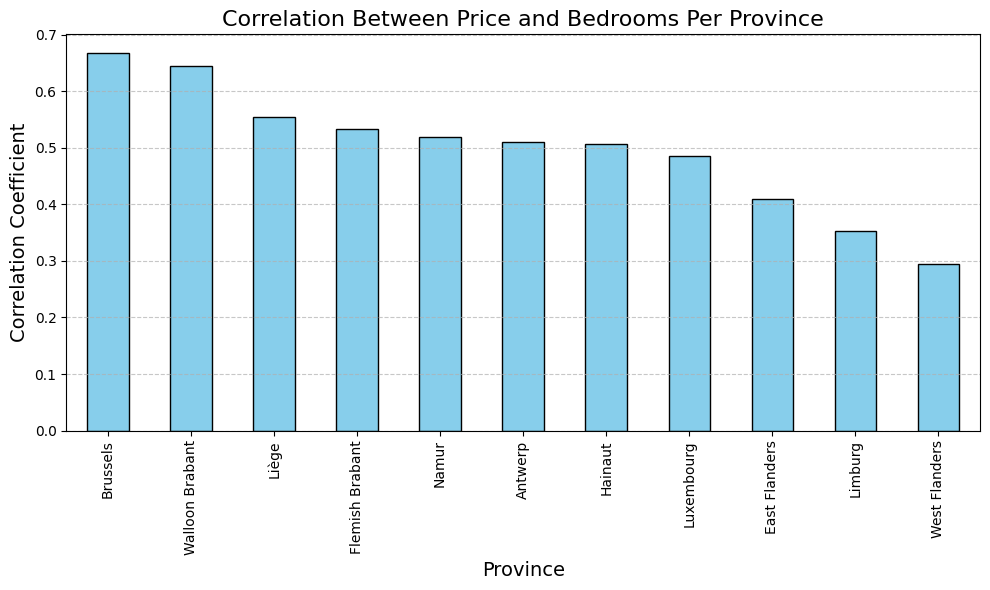 Correlation Between Price and Bedrooms Per Province
Correlation Coefficient
0.7
0.6
0.5
0.4
0.3
0.2
0.1
0.0
Brussels
Walloon Brabant
Liège
Flemish Brabant
Namur
Antwerp
Hainaut
Luxembourg
East Flanders
Limburg
West Flanders
Province